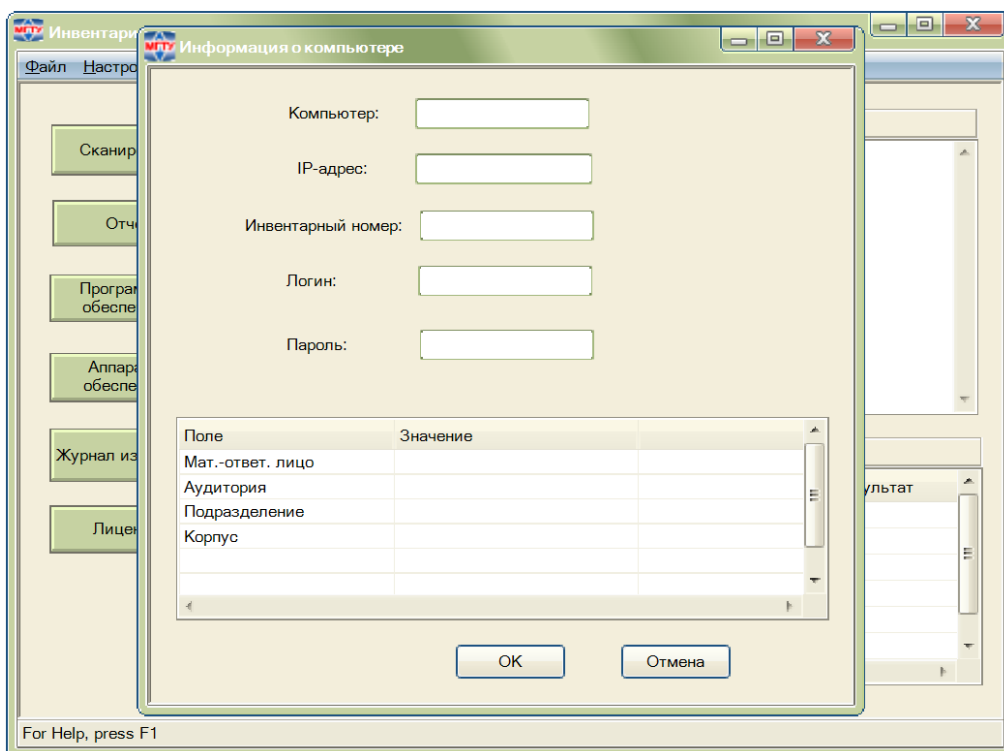 МГТУ Инвентари
МГТУ Информация о компьютере
Файл Настро
Компьютер:
IP-адрес:
Инвентарный номер:
Логин:
Пароль:
Сканир
Отче
Програм
обеспе
Аппара
обеспе
Журнал из
Лицен
Поле Значение
Мат.-ответ. лицо
Аудитория
Подразделение
Корпус
ультат
OK Отмена
For Help, press F1